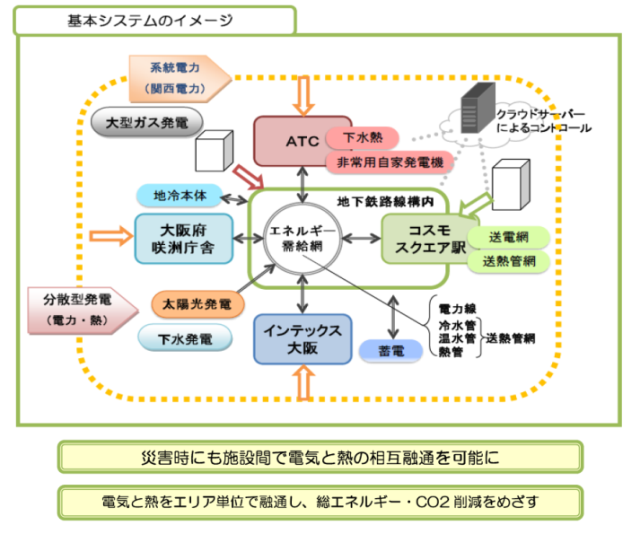 基本システムのイメージ
系統電力
（関西電力）
大型ガス発電
ATC
下水熱
非常用自家発電機
クラウドサーバー
によるコントロール
地冷本体
地下鉄路線構内
大阪府
咲洲庁舎
エネルギー
需給網
コスモ
スクエア駅
送電網
送熱管網
分散型発電
（電力・熱）
太陽光発電
下水発電
インテックス
大阪
蓄電
電力線
冷水管
温水管
熱管
送熱管網
災害時にも施設間で電気と熱の相互融通を可能に
電気と熱をエリア単位で融通し、総エネルギー・CO2削減をめざす